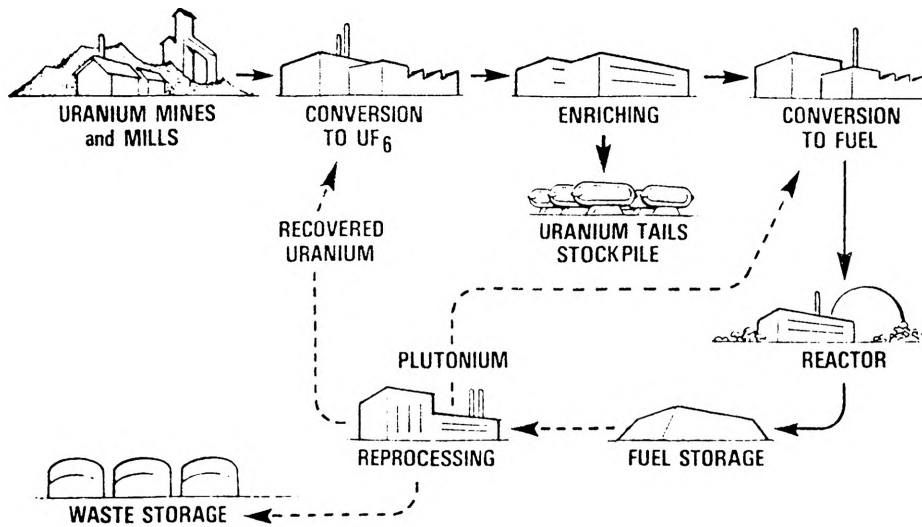 URANIUM MINES
and MILLS
CONVERSION
TO UF6
ENRICHING
CONVERSION
TO FUEL
RECOVERED
URANIUM
URANIUM TAILS
STOCKPILE
PLUTONIUM
REACTOR
REPROCESSING
FUEL STORAGE
WASTE STORAGE